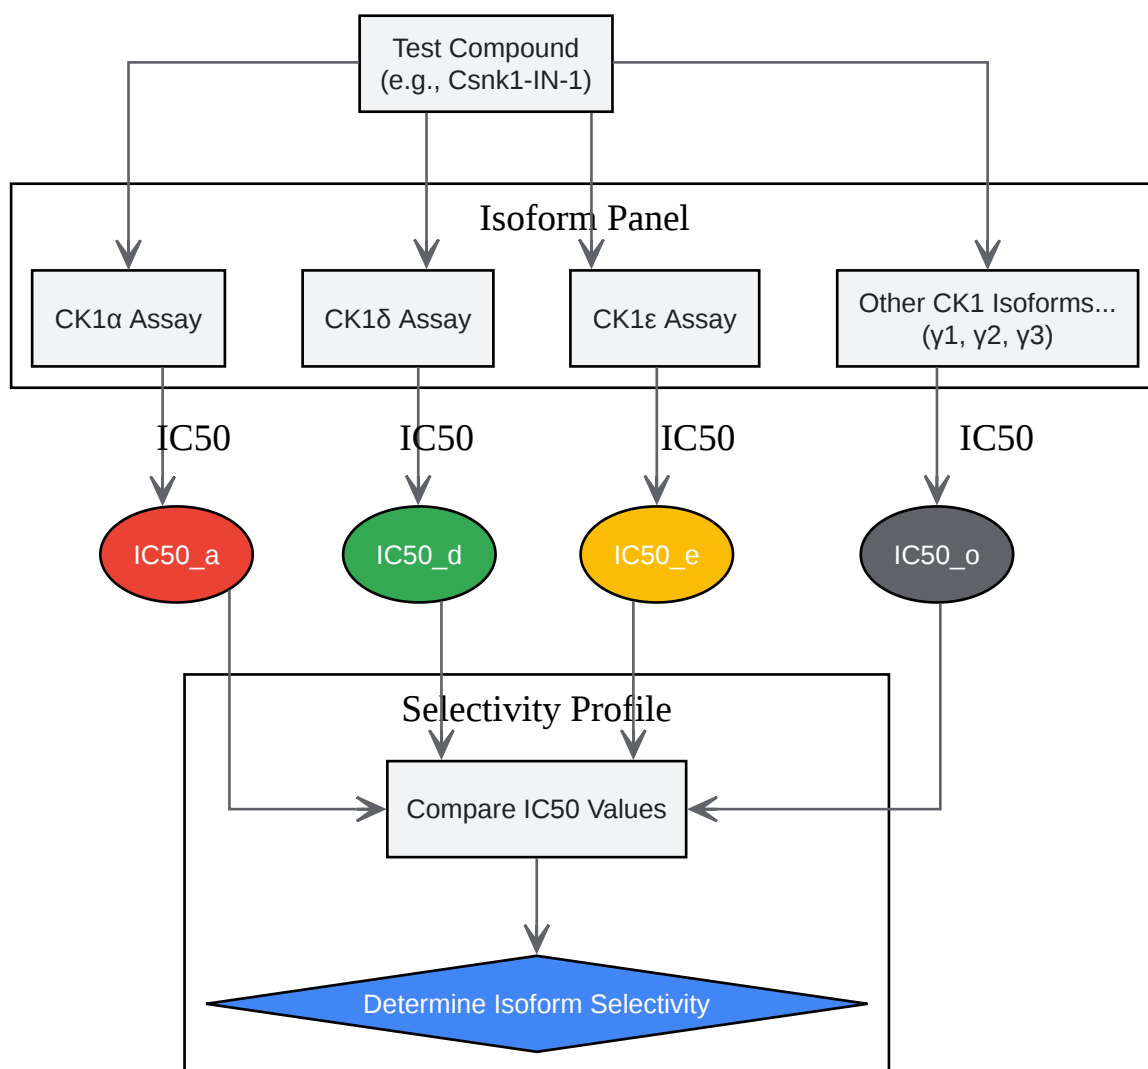 Test Compound
(e.g., Csnk1-IN-1)
Isoform Panel
CK1α Assay
CK1δ Assay
CK1ε Assay
Other CK1 Isoforms...
(γ1, γ2, γ3)
IC50
IC50
IC50
IC50
IC50_a
IC50_d
IC50_e
IC50_o
Selectivity Profile
Compare IC50 Values
Determine Isoform Selectivity